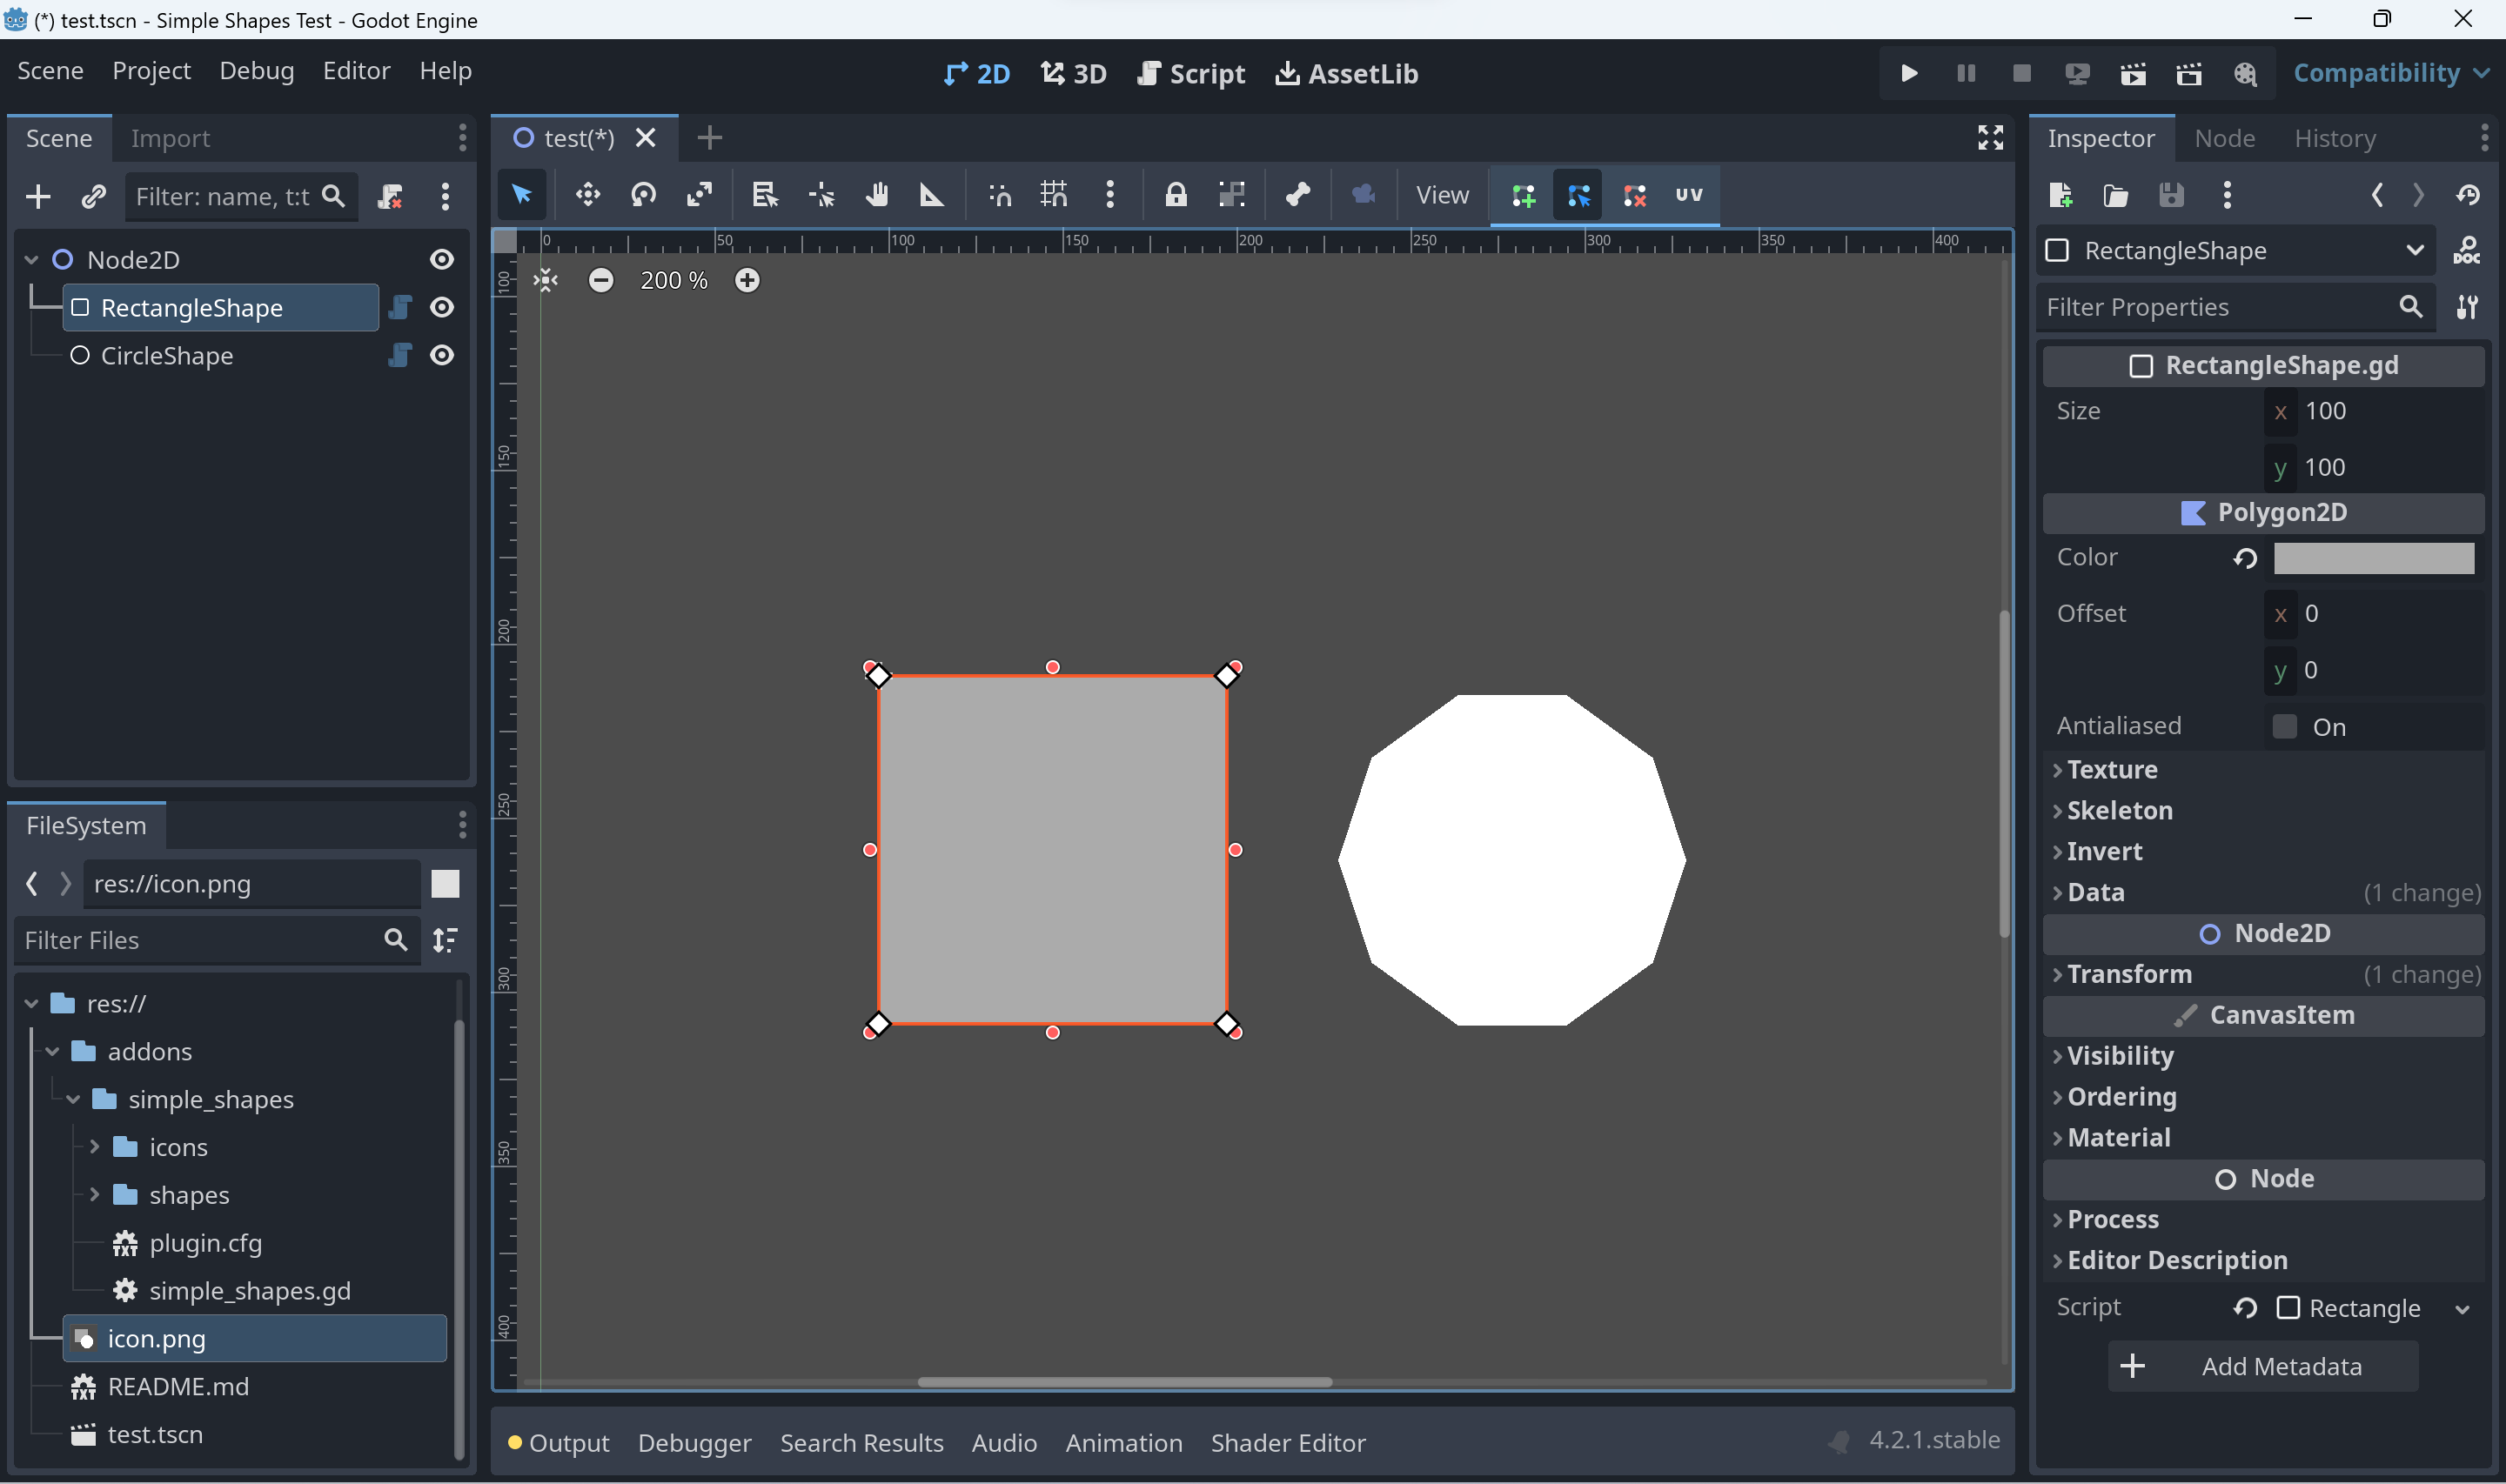 (*) test.tscn - Simple Shapes Test - Godot Engine
Scene Project Debug Editor Help
2D 3D Script AssetLib
Compatibility
Scene Import
Filter: name, t:t
Node2D
RectangleShape
CircleShape
FileSystem
res://icon.png
Filter Files
res://
addons
simple_shapes
icons
shapes
plugin.cfg
simple_shapes.gd
icon.png
README.md
test.tscn
test(*)
View UV
0 50 100 150 200 250 300 350 400
200 %
100
150
200
250
300
350
400
Output Debugger Search Results Audio Animation Shader Editor
4.2.1.stable
Inspector Node History
RectangleShape
DOC
Filter Properties
RectangleShape.gd
Size x 100
y 100
Polygon2D
Color
Offset x 0
y 0
Antialiased On
Texture
Skeleton
Invert
Data (1 change)
Node2D
Transform (1 change)
CanvasItem
Visibility
Ordering
Material
Node
Process
Editor Description
Script Rectangle
Add Metadata